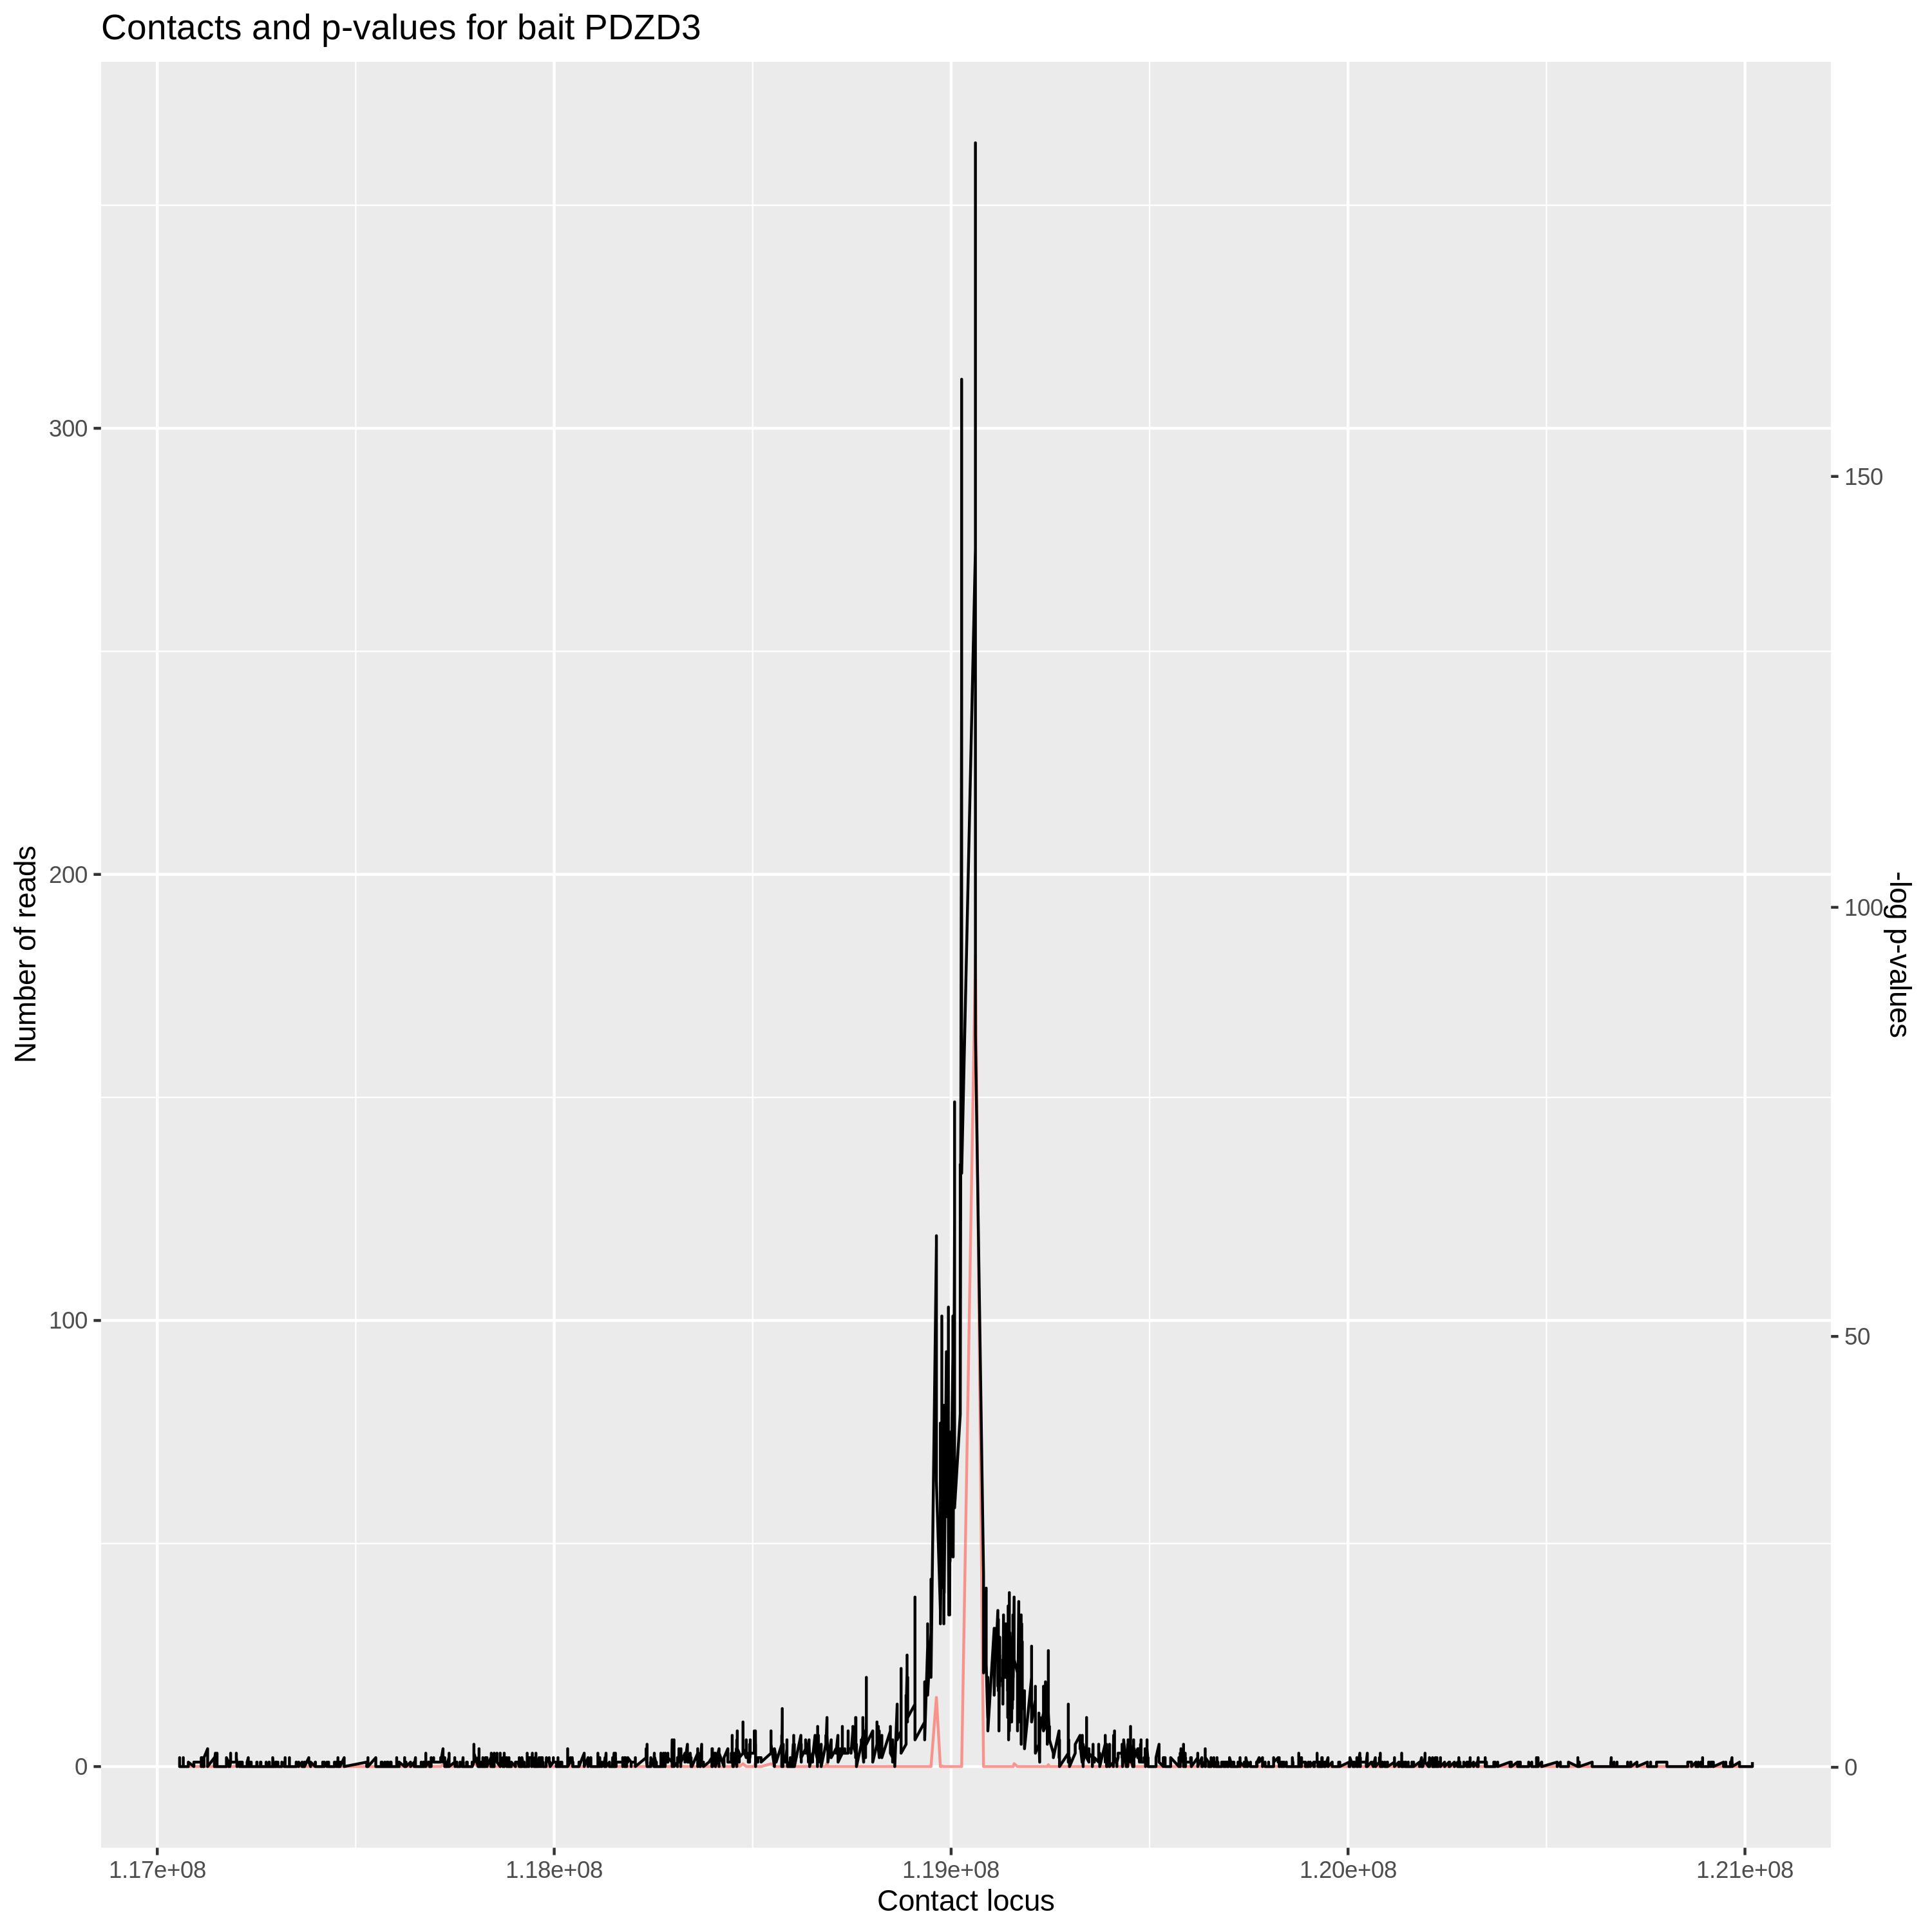 Contacts and p-values for bait PDZD3
Number of reads
300
200
100
0
150
100
50
0
-log p-values
1.17e+08 1.18e+08 1.19e+08 1.20e+08 1.21e+08
Contact locus